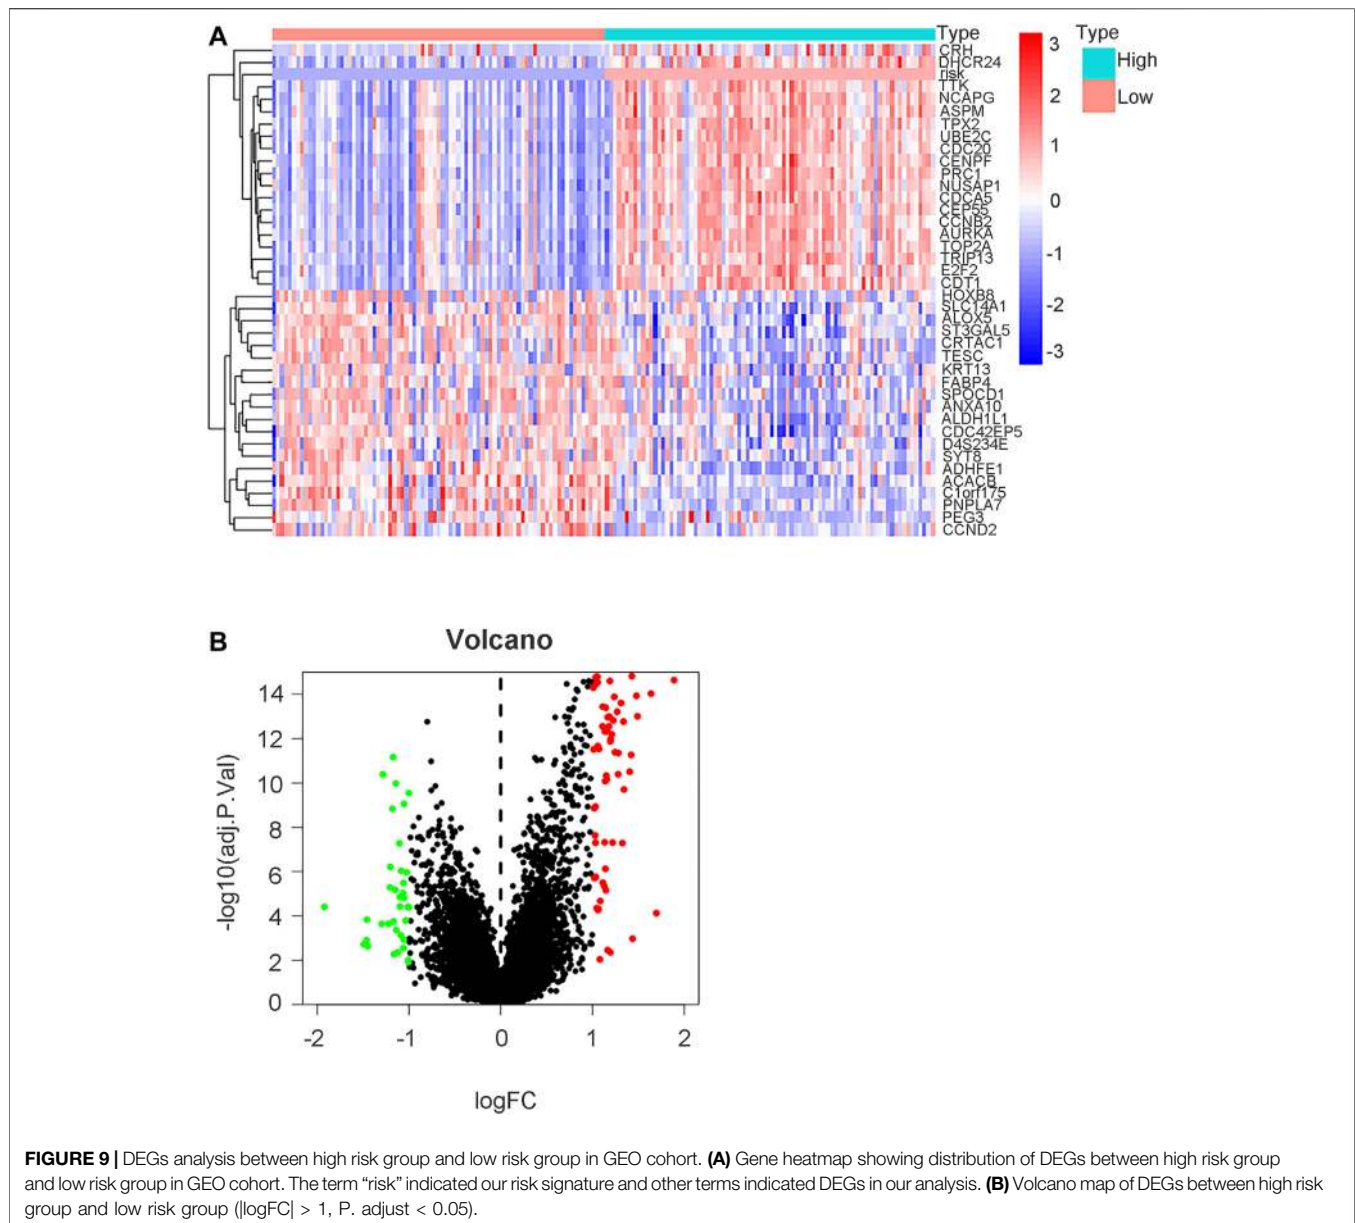 A
Type
CRH
DHCR24
risk
TTK
NCAPG
ASPM
TPX2
UBE2C
CDC20
CENPF
PRC1
NUSAP1
CDCA5
CEP55
CCNB2
AURKA
TOP2A
TRIP13
E2F2
CDT1
HOXB8
SLC14A1
ALOX5
ST3GAL5
CRTAC1
TESC
KRT13
FABP4
SPOCD1
ANXA10
ALDH1L1
CDC42EP5
D4S234E
SYT8
ADHFE1
ACACB
C1orf175
PNPLA7
PEG3
CCND2
3
2
1
0
-1
-2
-3
Type
High
Low
B
Volcano
14
12
10
8
6
4
2
0
-log10(adj.P.Val)
-2 -1 0 1 2
logFC
FIGURE 9 | DEGs analysis between high risk group and low risk group in GEO cohort. (A) Gene heatmap showing distribution of DEGs between high risk group
and low risk group in GEO cohort. The term “risk” indicated our risk signature and other terms indicated DEGs in our analysis. (B) Volcano map of DEGs between high risk
group and low risk group (|logFC| > 1, P. adjust < 0.05).